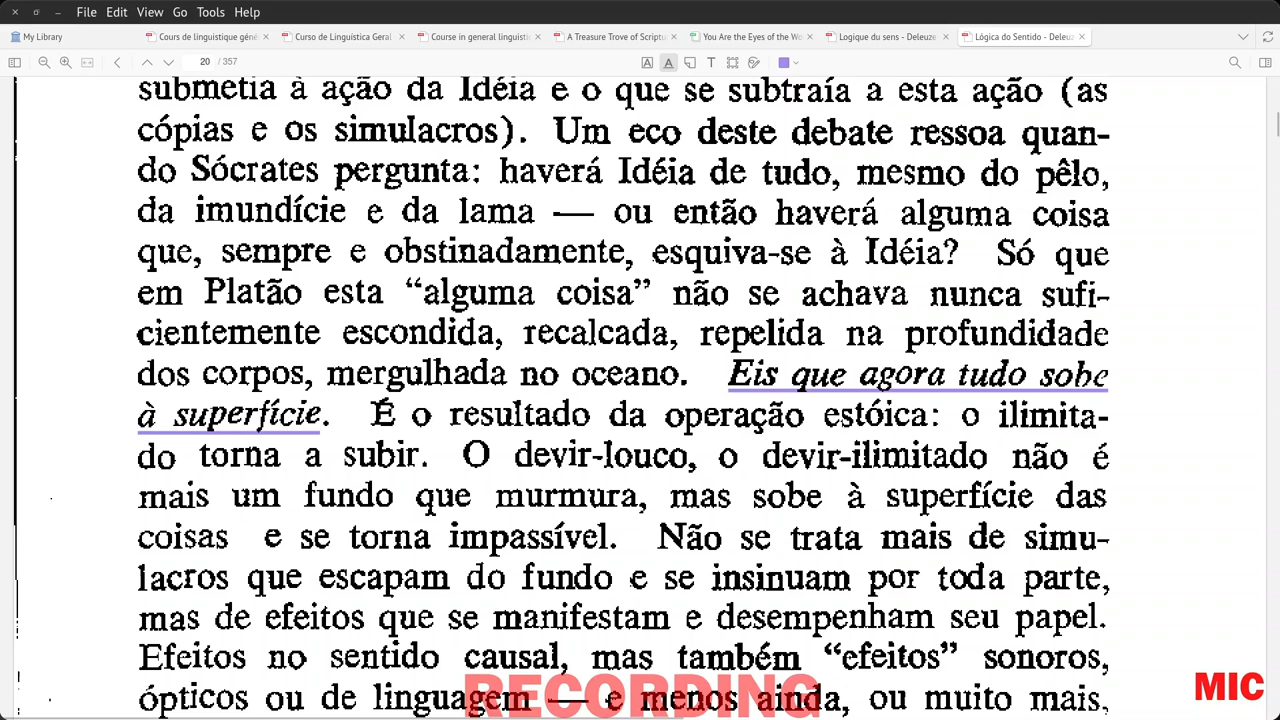 File Edit View Go Tools Help
My Library
Cours de linguistique géné
Curso de Linguística Geral
Course in general linguistic
A Treasure Trove of Scriptu
You Are the Eyes of the Wo
Logique du sens - Deleuze
Lógica do Sentido - Deleuz
20 / 357
submetia à ação da Idéia e o que se subtraía a esta ação (as
cópias e os simulacros). Um eco deste debate ressoa quan-
do Sócrates pergunta: haverá Idéia de tudo, mesmo do pêlo,
da imundície e da lama — ou então haverá alguma coisa
que, sempre e obstinadamente, esquiva-se à Idéia? Só que
em Platão esta “alguma coisa” não se achava nunca sufi-
cientemente escondida, recalcada, repelida na profundidade
dos corpos, mergulhada no oceano. Eis que agora tudo sobe
à superfície. É o resultado da operação estóica: o ilimita-
do torna a subir. O devir-louco, o devir-ilimitado não é
mais um fundo que murmura, mas sobe à superfície das
coisas e se torna impassível. Não se trata mais de simu-
lacros que escapam do fundo e se insinuam por toda parte,
mas de efeitos que se manifestam e desempenham seu papel.
Efeitos no sentido causal, mas também “efeitos” sonoros,
ópticos ou de linguagem — e menos ainda, ou muito mais,
RECORDING
MIC